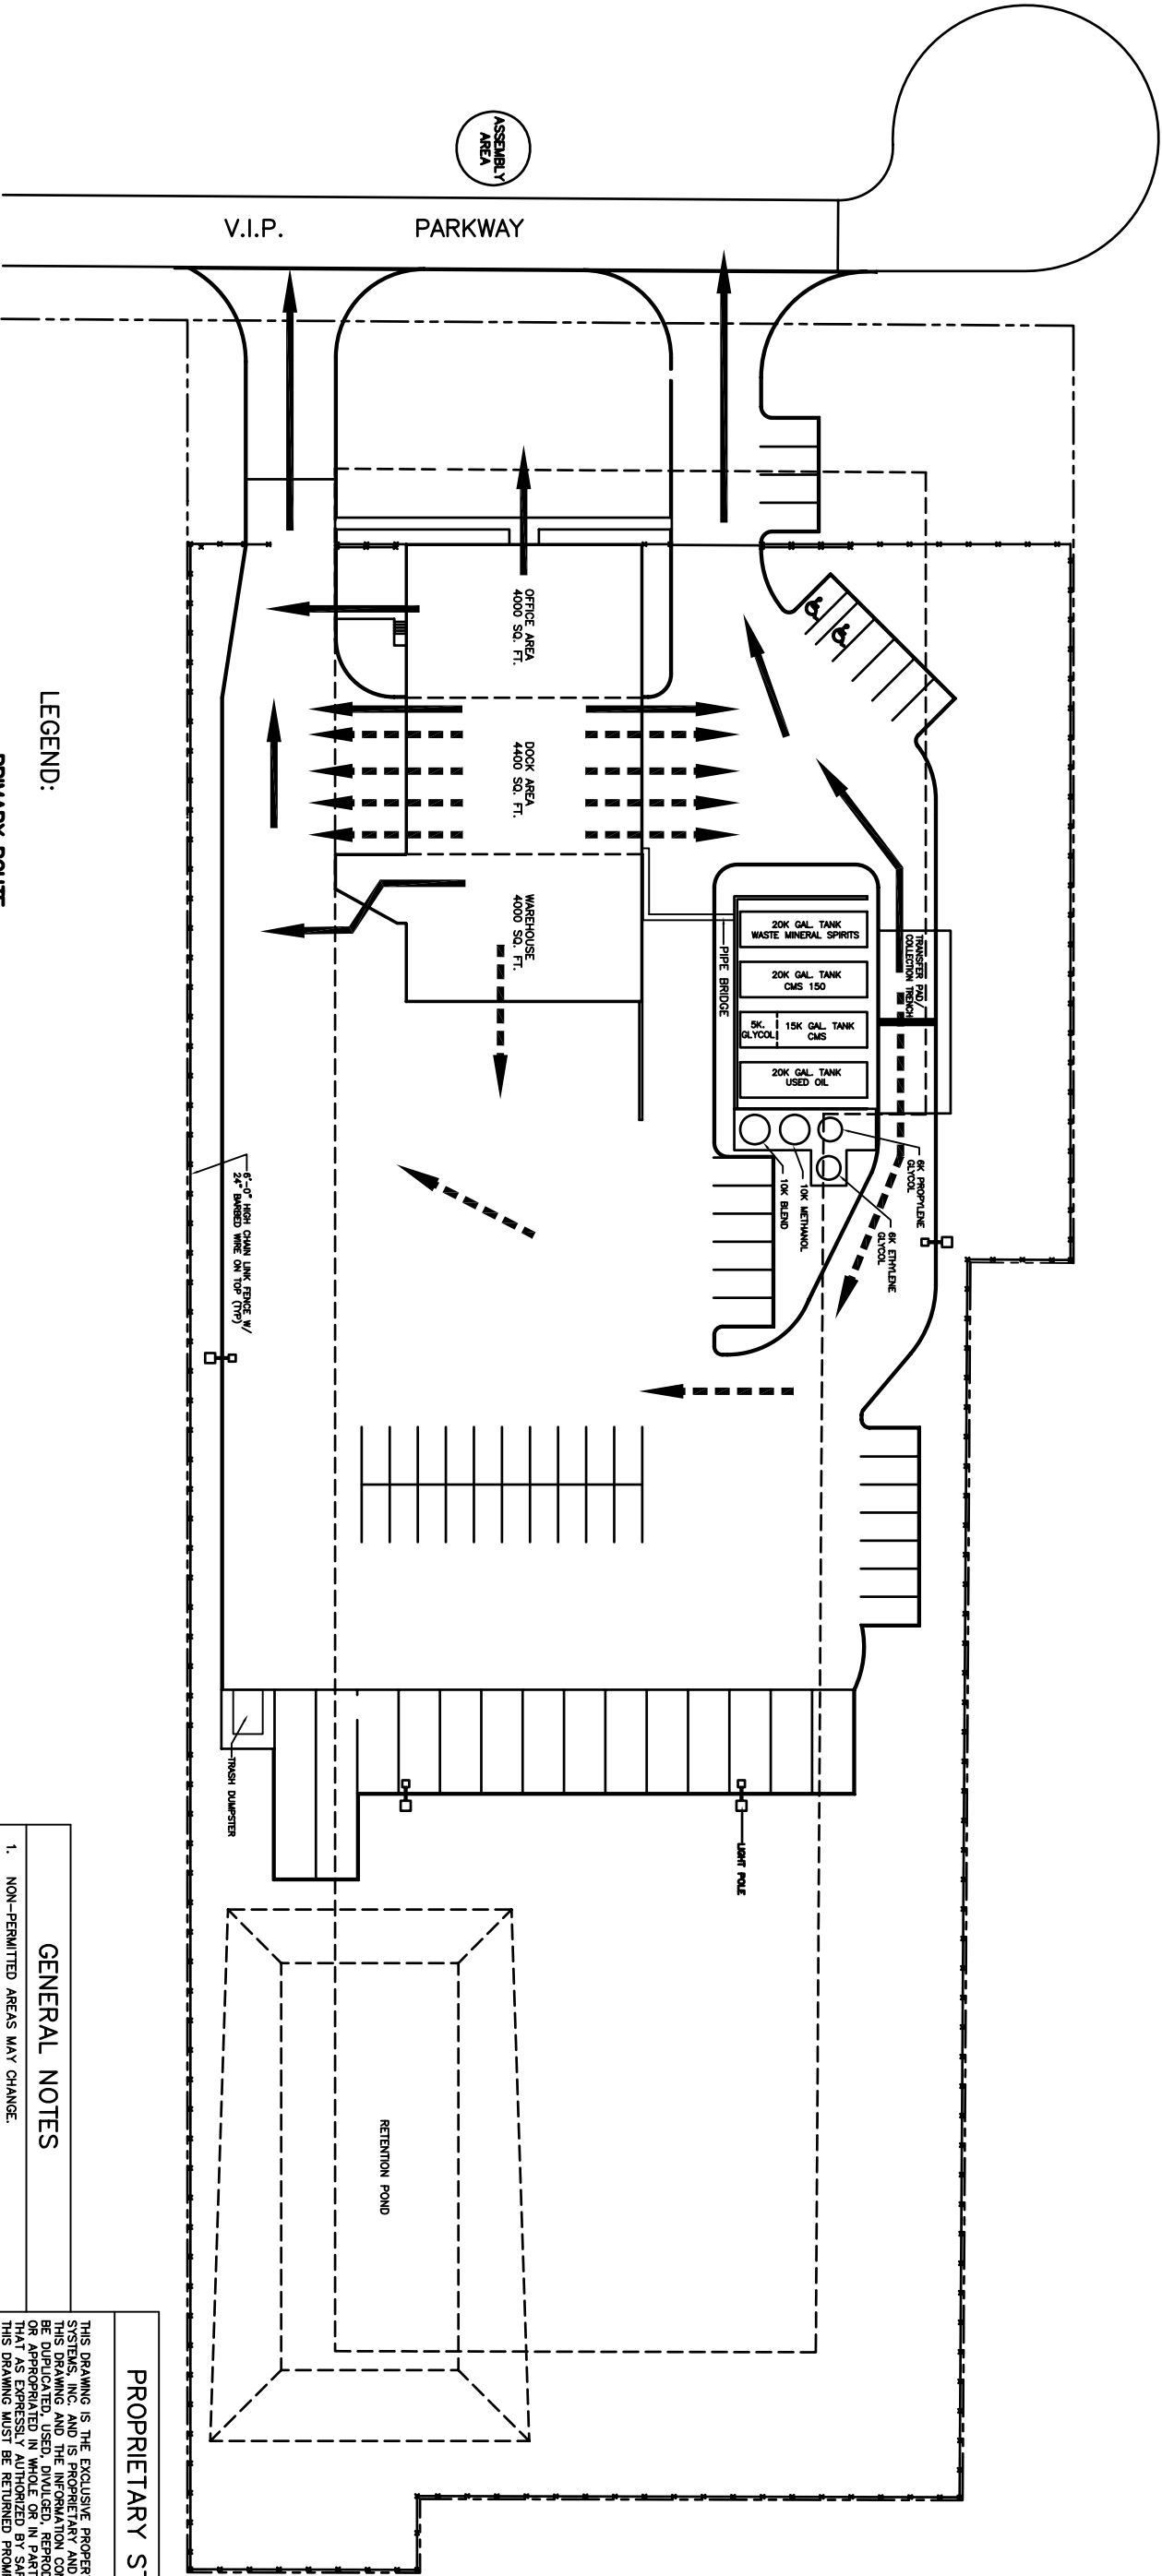 ASSEMBLY
AREA
V.I.P. PARKWAY
OFFICE AREA
4000 SQ. FT.
DOCK AREA
4400 SQ. FT.
WAREHOUSE
4000 SQ. FT.
PIPE BRIDGE
20K GAL. TANK
WASTE MINERAL SPIRITS
20K GAL. TANK
CMS 150
5K.
GLYCOL
15K GAL. TANK
CMS
20K GAL. TANK
USED OIL
TRANSFER PAD/
COLLECTION TRENCH
6K PROPYLENE
GLYCOL
6K ETHYLENE
GLYCOL
10K METHANOL
10K BLEND
6'-0" HIGH CHAIN LINK FENCE W/
24" BARBED WIRE ON TOP (TYP)
TRASH DUMPSTER
LIGHT POLE
RETENTION POND
LEGEND:
PRIMARY ROUTE
GENERAL NOTES
1. NON-PERMITTED AREAS MAY CHANGE.
PROPRIETARY
THIS DRAWING IS THE EXCLUSIVE
SYSTEMS, INC. AND IS PROPRIETARY AND
THIS DRAWING AND THE INFORMATION
BE DUPLICATED, USED, DIVULGED,
OR APPROPRIATED IN WHOLE OR IN PART
THAT AS EXPRESSLY AUTHORIZED BY
THIS DRAWING MUST BE RETURNED